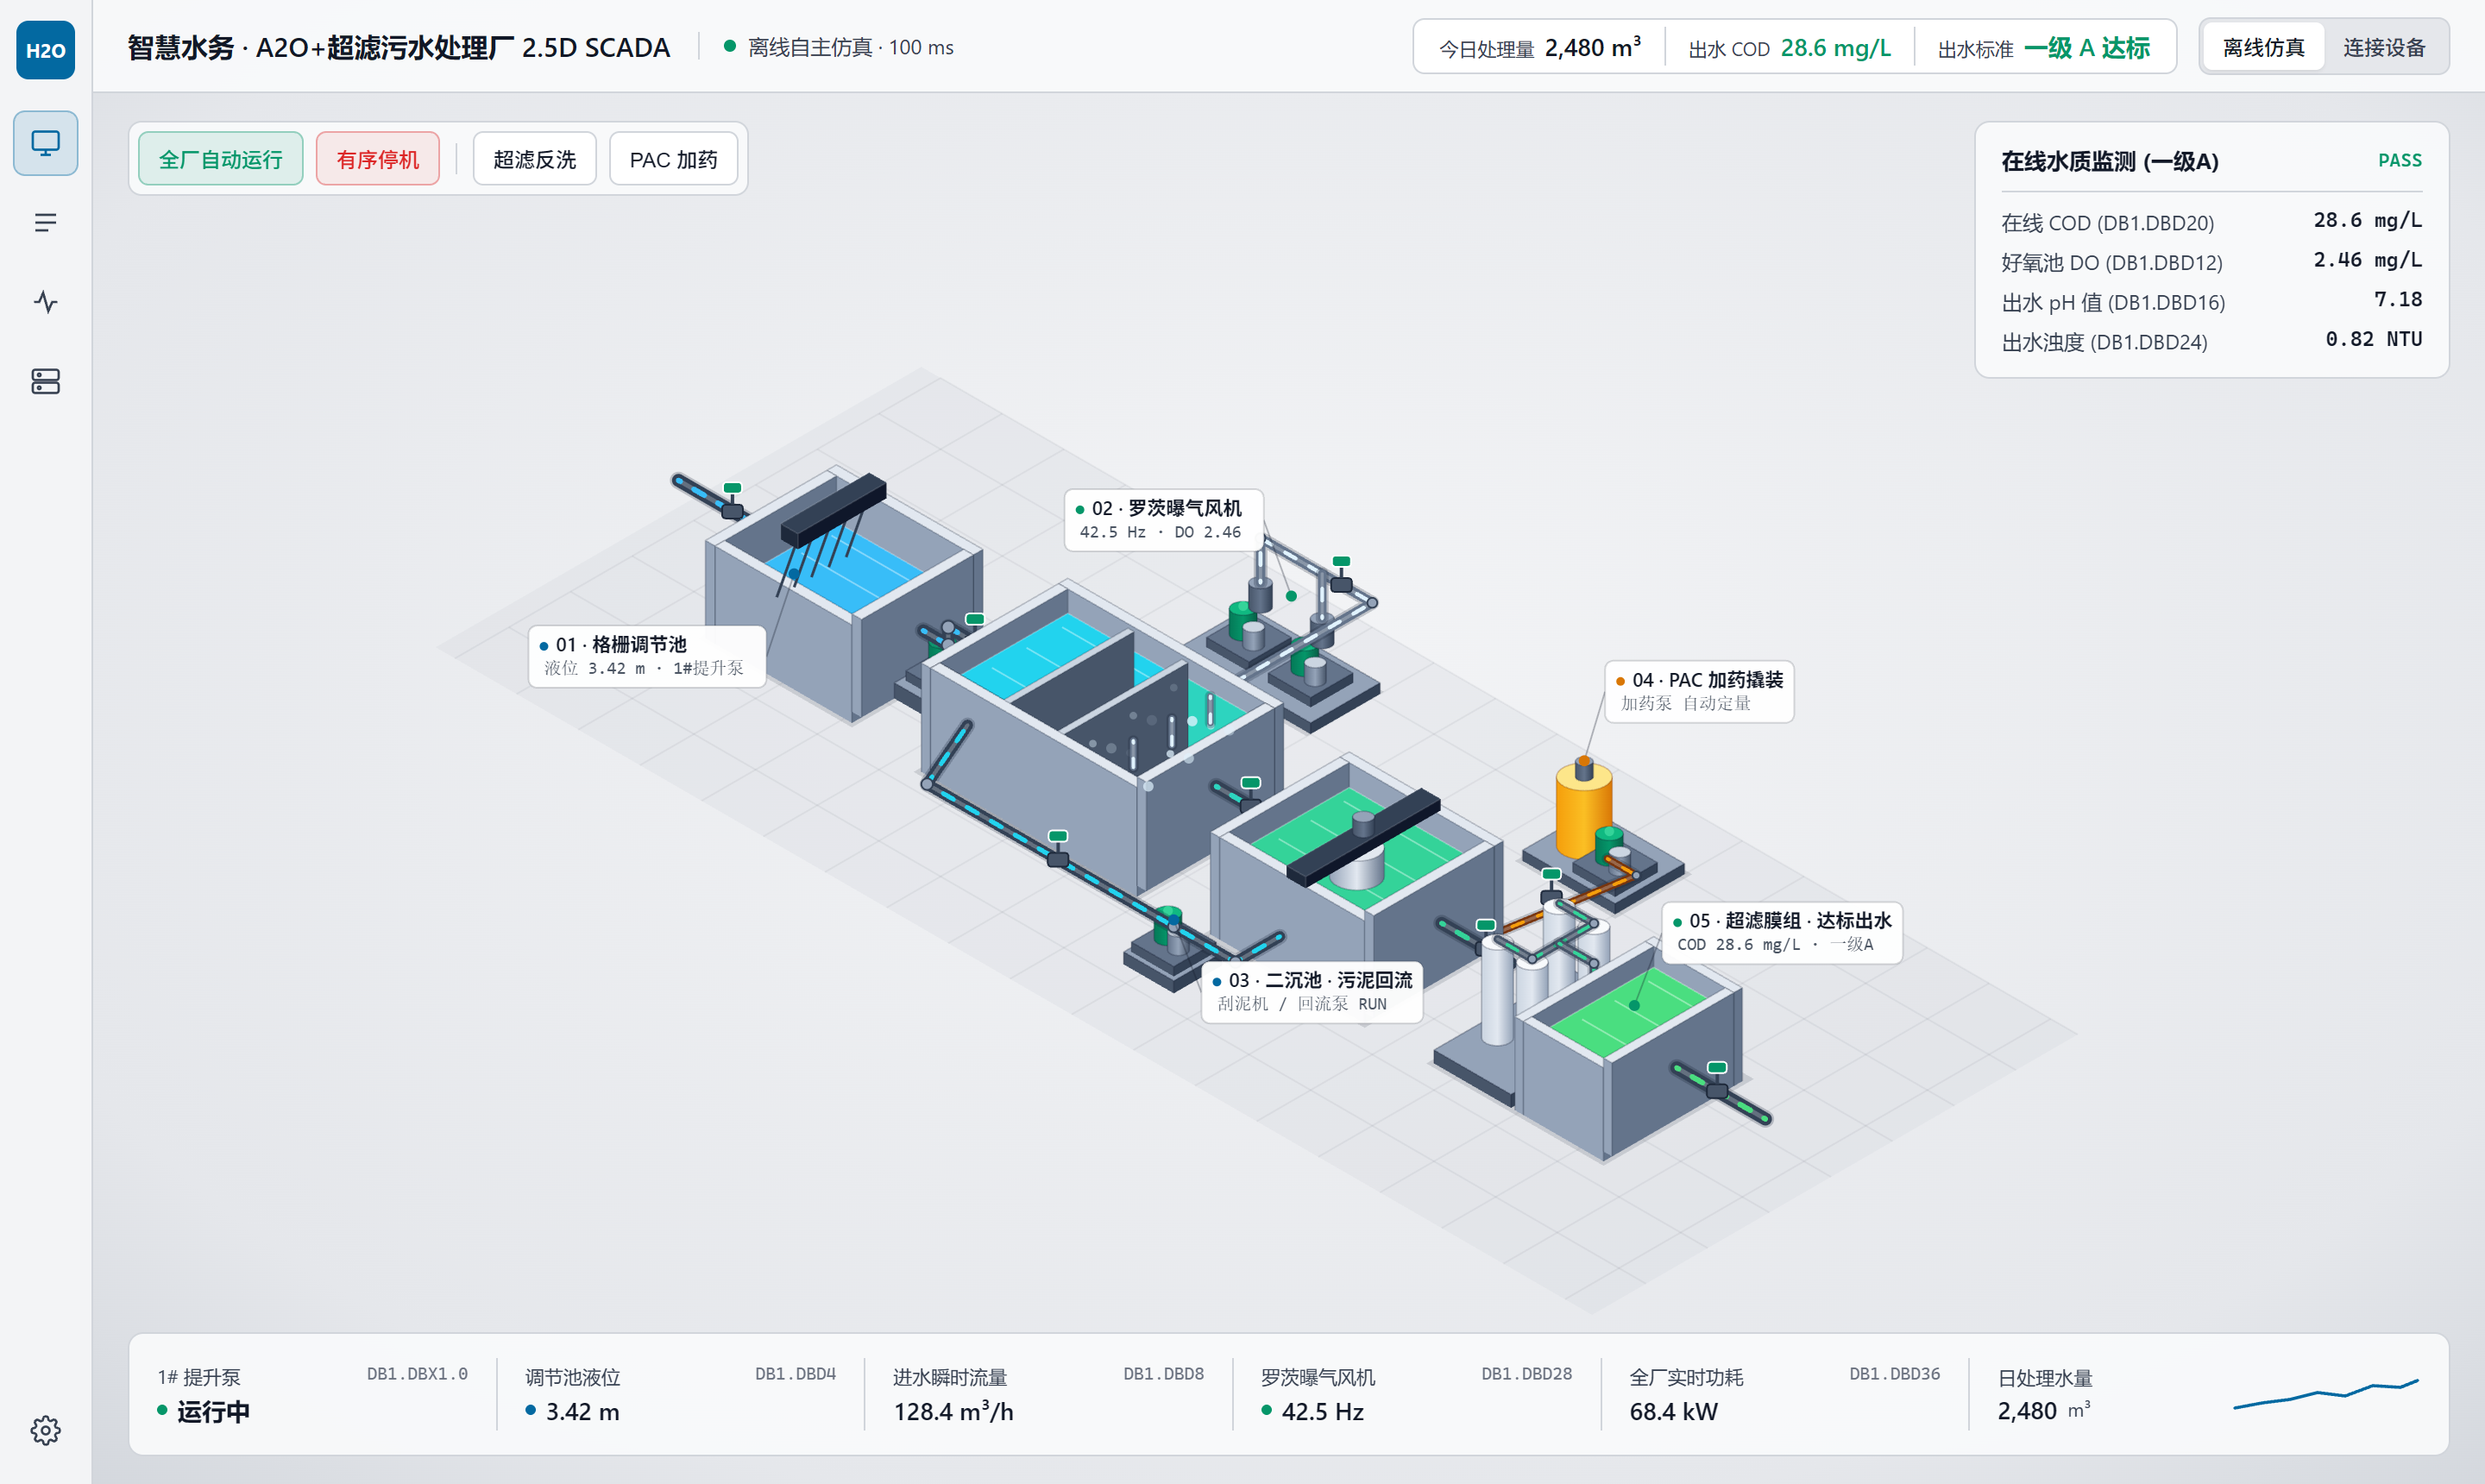 H2O
智慧水务 · A2O+超滤污水处理厂 2.5D SCADA
离线自主仿真 · 100 ms
今日处理量 2,480 m³
出水 COD 28.6 mg/L
出水标准 一级 A 达标
离线仿真
连接设备
全厂自动运行
有序停机
超滤反洗
PAC 加药
在线水质监测 (一级A)
PASS
在线 COD (DB1.DBD20) 28.6 mg/L
好氧池 DO (DB1.DBD12) 2.46 mg/L
出水 pH 值 (DB1.DBD16) 7.18
出水浊度 (DB1.DBD24) 0.82 NTU
02 · 罗茨曝气风机
42.5 Hz · DO 2.46
01 · 格栅调节池
液位 3.42 m · 1#提升泵
04 · PAC 加药撬装
加药泵 自动定量
05 · 超滤膜组 · 达标出水
COD 28.6 mg/L · 一级A
03 · 二沉池 · 污泥回流
刮泥机 / 回流泵 RUN
1# 提升泵 DB1.DBX1.0
运行中
调节池液位 DB1.DBD4
3.42 m
进水瞬时流量 DB1.DBD8
128.4 m³/h
罗茨曝气风机 DB1.DBD28
42.5 Hz
全厂实时功耗 DB1.DBD36
68.4 kW
日处理水量
2,480 m³